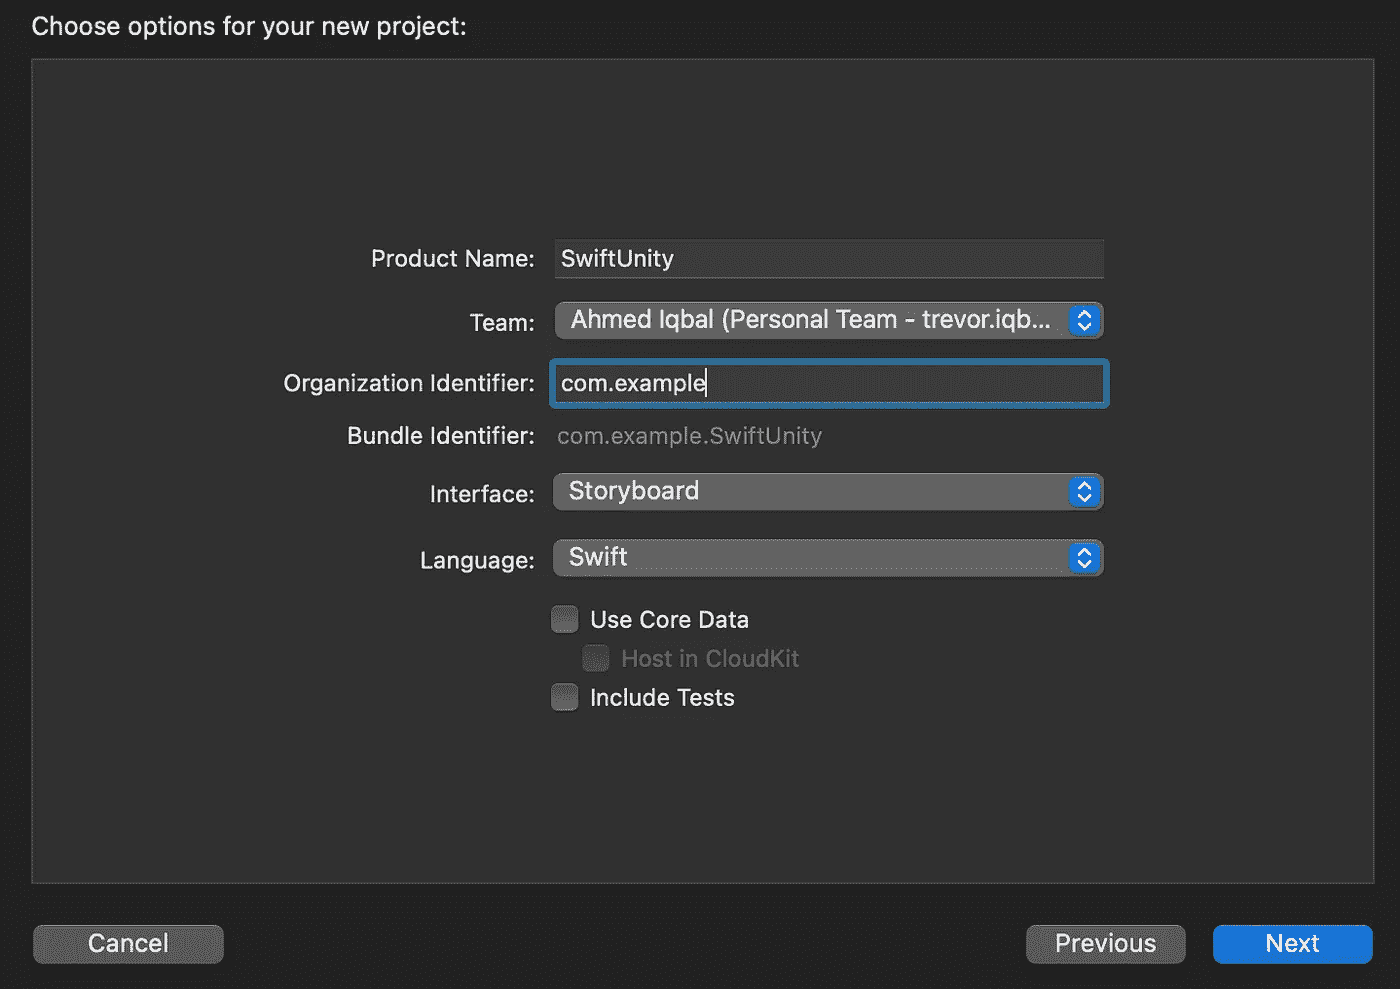 Choose options for your new project:
Product Name: SwiftUnity
Team: Ahmed Iqbal (Personal Team - trevor.iqb...
Organization Identifier: com.example
Bundle Identifier: com.example.SwiftUnity
Interface: Storyboard
Language: Swift
Use Core Data
Host in CloudKit
Include Tests
Cancel Previous Next